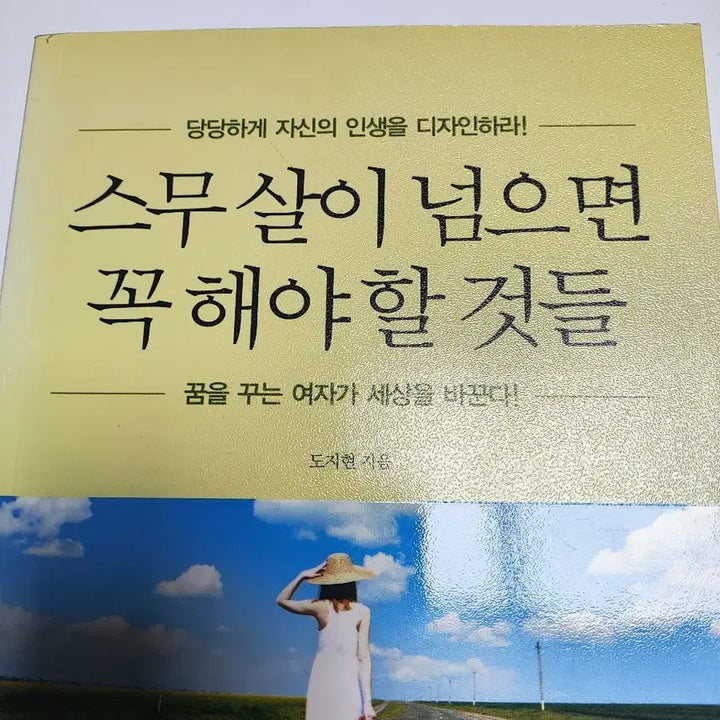 당당하게 자신의 인생을 디자인하라!
스무 살이 넘으면
꼭 해야 할 것들
꿈을 꾸는 여자가 세상을 바꾼다!
도지현 지음